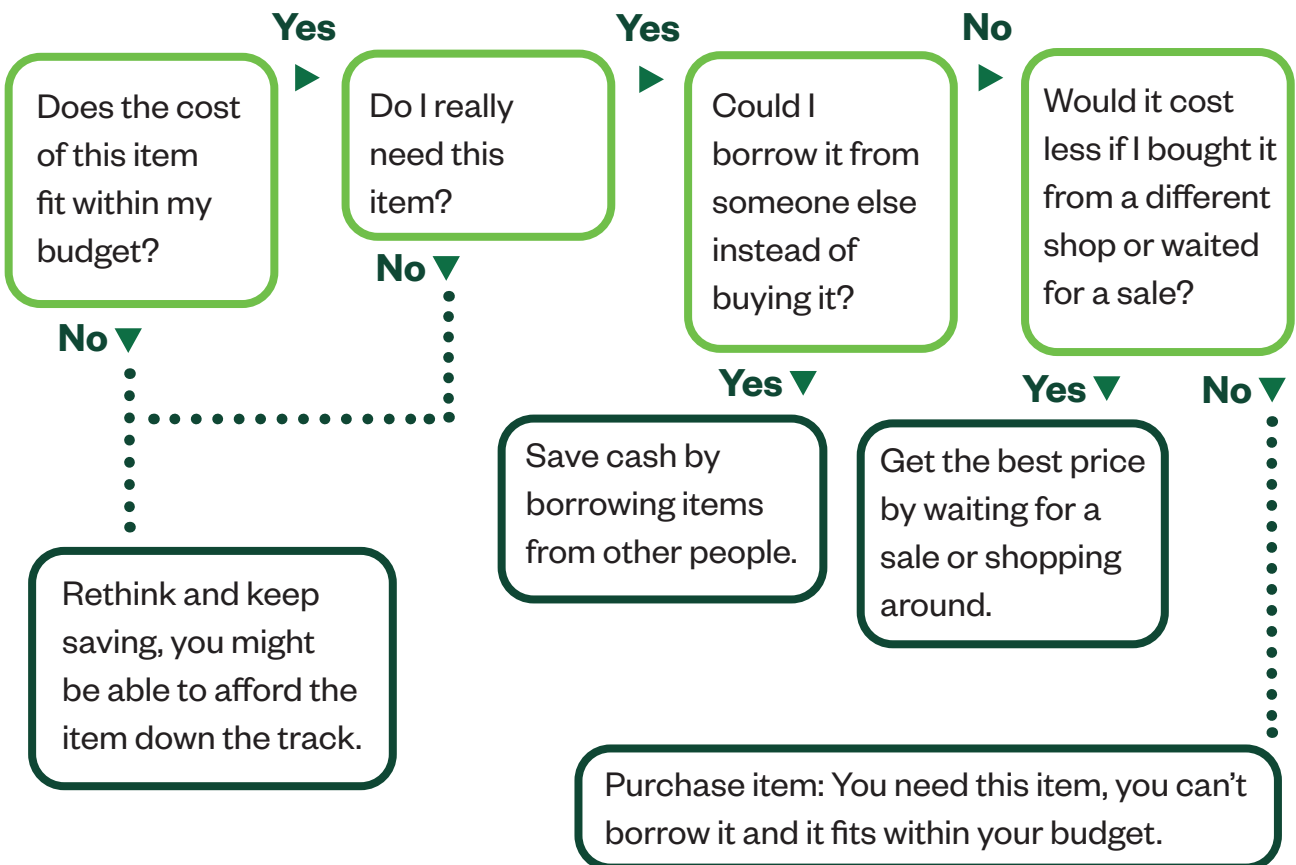 Yes
Yes
No
Does the cost
of this item
fit within my
budget?
Do I really
need this
item?
Could I
borrow it from
someone else
instead of
buying it?
Would it cost
less if I bought it
from a different
shop or waited
for a sale?
No
No
Yes
Yes
No
Save cash by
borrowing items
from other people.
Get the best price
by waiting for a
sale or shopping
around.
Rethink and keep
saving, you might
be able to afford the
item down the track.
Purchase item: You need this item, you can’t
borrow it and it fits within your budget.